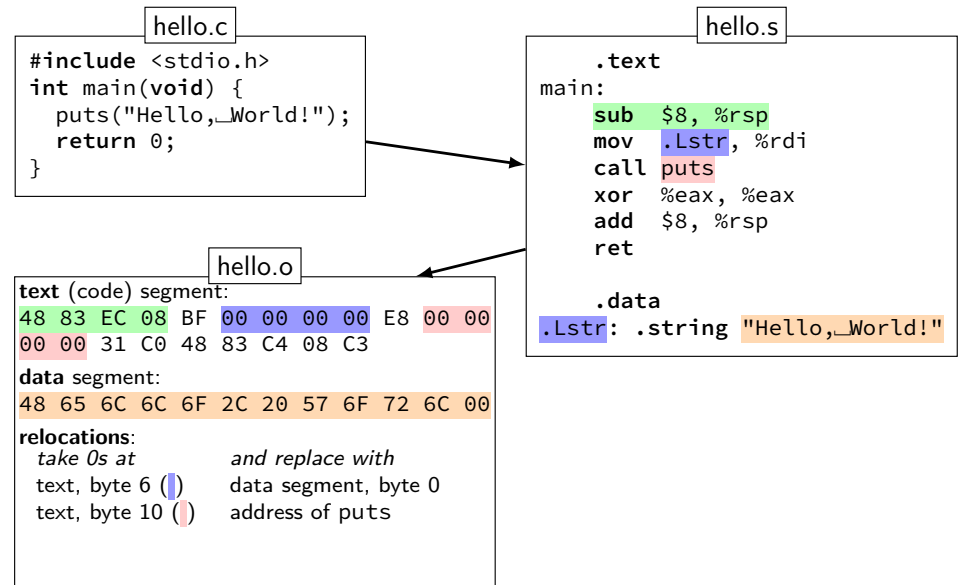 hello.c
#include <stdio.h>
int main(void) {
  puts("Hello,␣World!");
  return 0;
}
hello.s
    .text
main:
    sub  $8, %rsp
    mov  .Lstr, %rdi
    call puts
    xor  %eax, %eax
    add  $8, %rsp
    ret
    .data
.Lstr: .string "Hello,␣World!"
hello.o
text (code) segment:
48 83 EC 08 BF 00 00 00 00 E8 00 00
00 00 31 C0 48 83 C4 08 C3
data segment:
48 65 6C 6C 6F 2C 20 57 6F 72 6C 00
relocations:
take 0s at and replace with
text, byte 6 ( ) data segment, byte 0
text, byte 10 ( ) address of puts